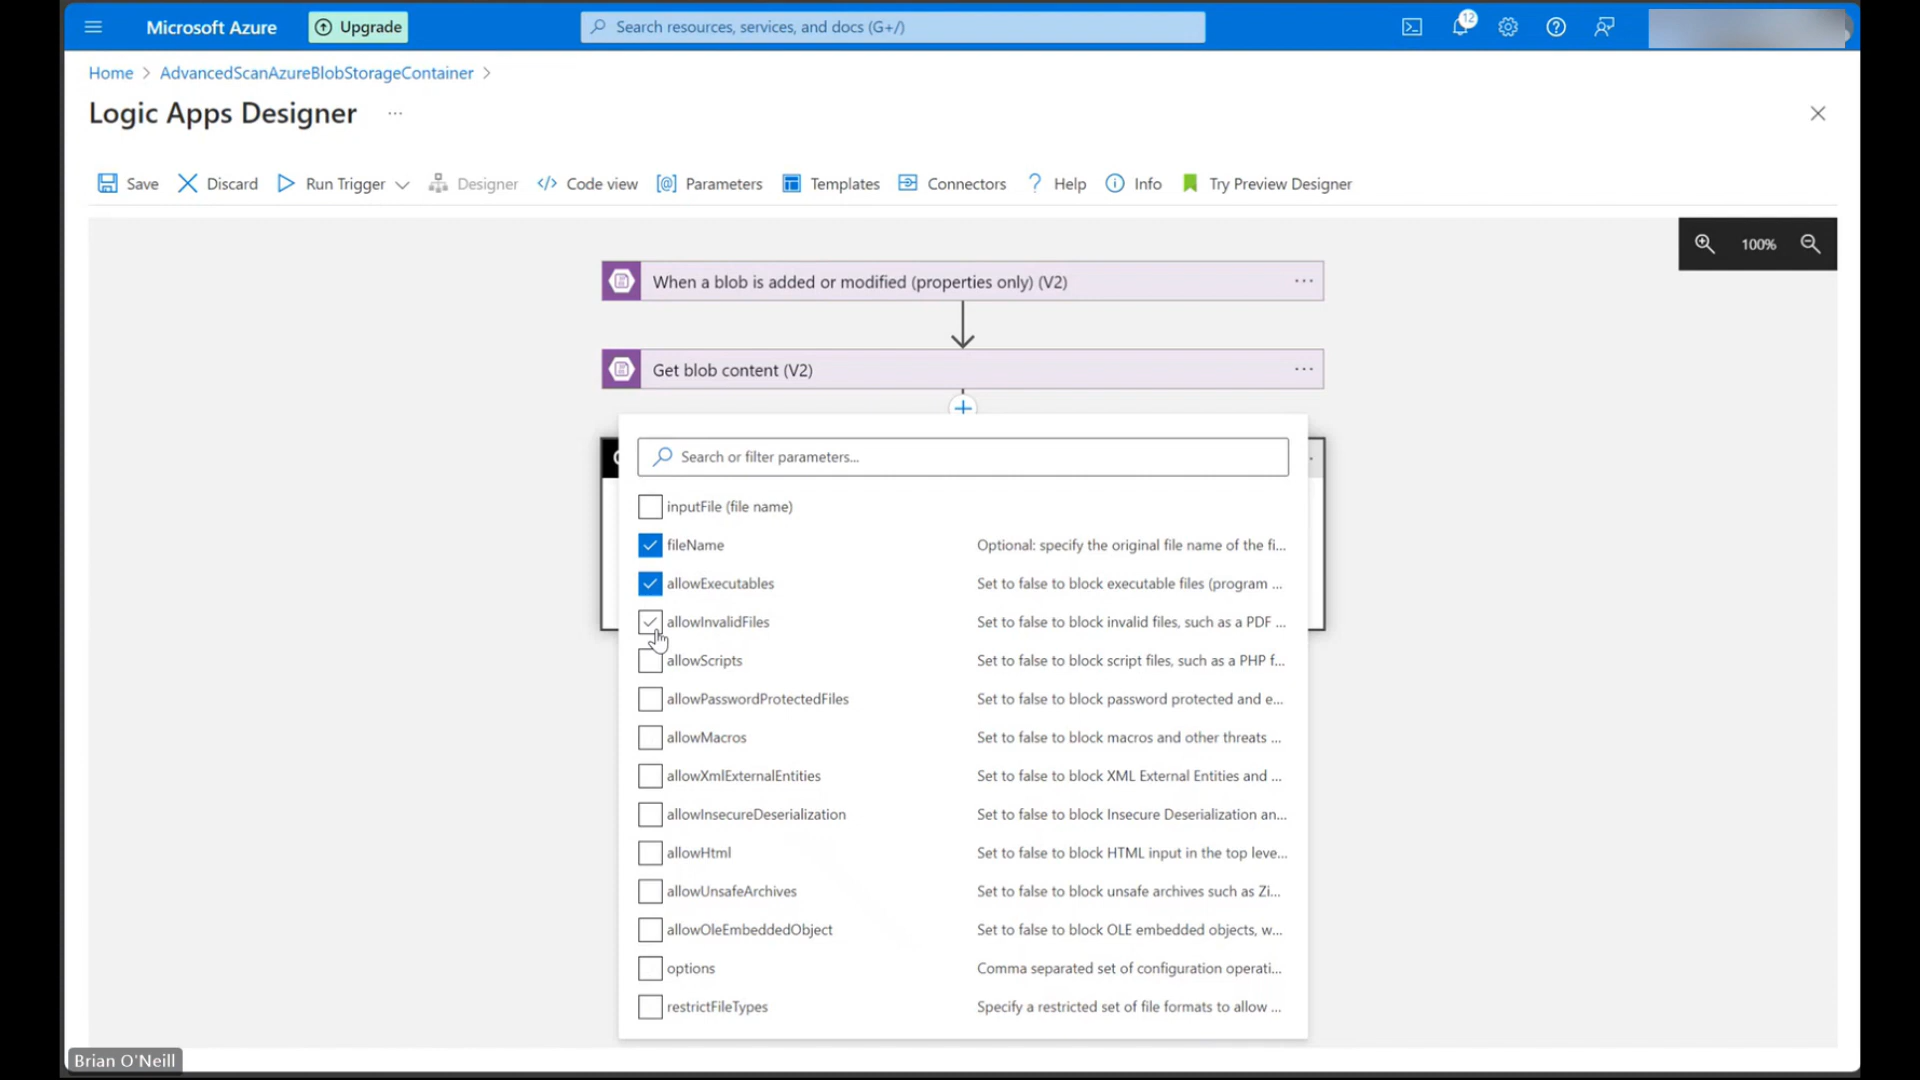 Microsoft Azure
Upgrade
Search resources, services, and docs (G+/)
12
Home > AdvancedScanAzureBlobStorageContainer >
Logic Apps Designer ...
Save
Discard
Run Trigger
Designer
Code view
Parameters
Templates
Connectors
Help
Info
Try Preview Designer
100%
When a blob is added or modified (properties only) (V2)
Get blob content (V2)
Search or filter parameters...
inputFile (file name)
fileName Optional: specify the original file name of the fi...
allowExecutables Set to false to block executable files (program ...
allowInvalidFiles Set to false to block invalid files, such as a PDF ...
allowScripts Set to false to block script files, such as a PHP f...
allowPasswordProtectedFiles Set to false to block password protected and e...
allowMacros Set to false to block macros and other threats ...
allowXmlExternalEntities Set to false to block XML External Entities and ...
allowInsecureDeserialization Set to false to block Insecure Deserialization an...
allowHtml Set to false to block HTML input in the top leve...
allowUnsafeArchives Set to false to block unsafe archives such as Zi...
allowOleEmbeddedObject Set to false to block OLE embedded objects, w...
options Comma separated set of configuration operati...
restrictFileTypes Specify a restricted set of file formats to allow ...
Brian O'Neill